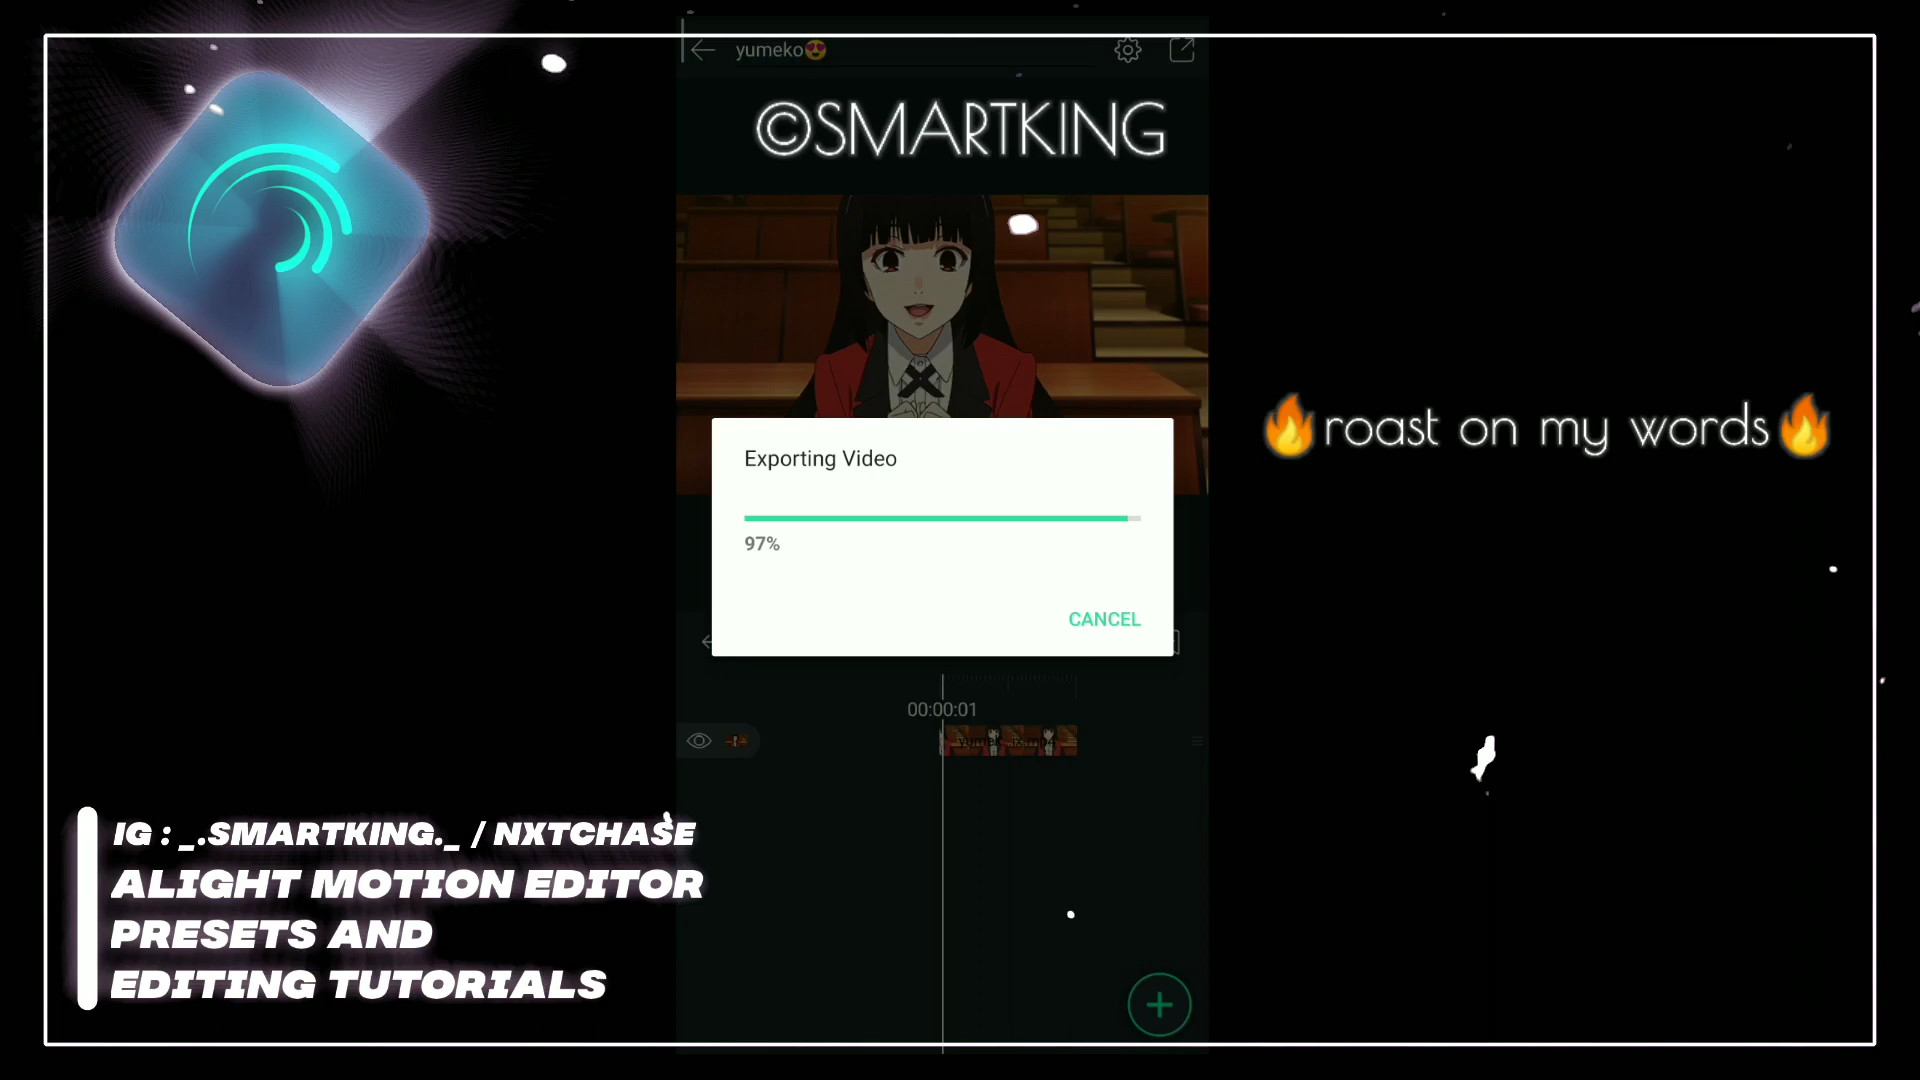 yumeko😍
©SMARTKING
Exporting Video
97%
CANCEL
🔥roast on my words🔥
00:00:01
IG : _.SMARTKING._ / NXTCHASE
ALIGHT MOTION EDITOR
PRESETS AND
EDITING TUTORIALS